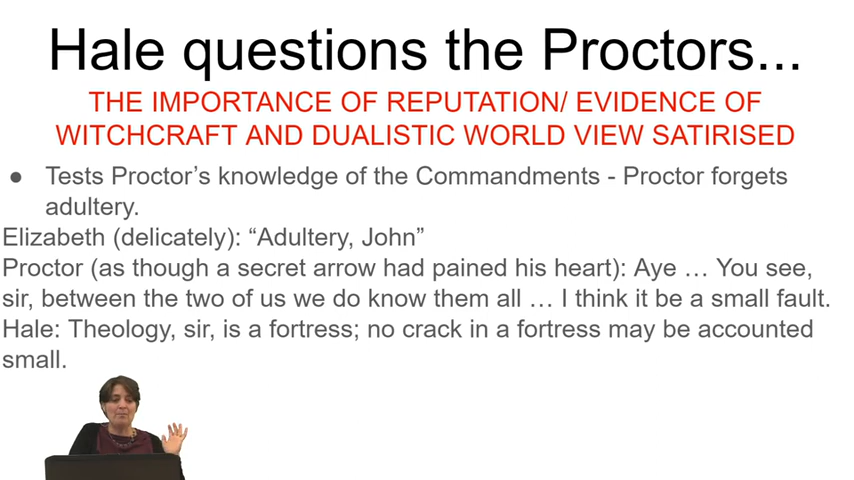 Hale questions the Proctors...
THE IMPORTANCE OF REPUTATION/ EVIDENCE OF
WITCHCRAFT AND DUALISTIC WORLD VIEW SATIRISED
● Tests Proctor’s knowledge of the Commandments - Proctor forgets
adultery.
Elizabeth (delicately): “Adultery, John”
Proctor (as though a secret arrow had pained his heart): Aye … You see,
sir, between the two of us we do know them all … I think it be a small fault.
Hale: Theology, sir, is a fortress; no crack in a fortress may be accounted
small.